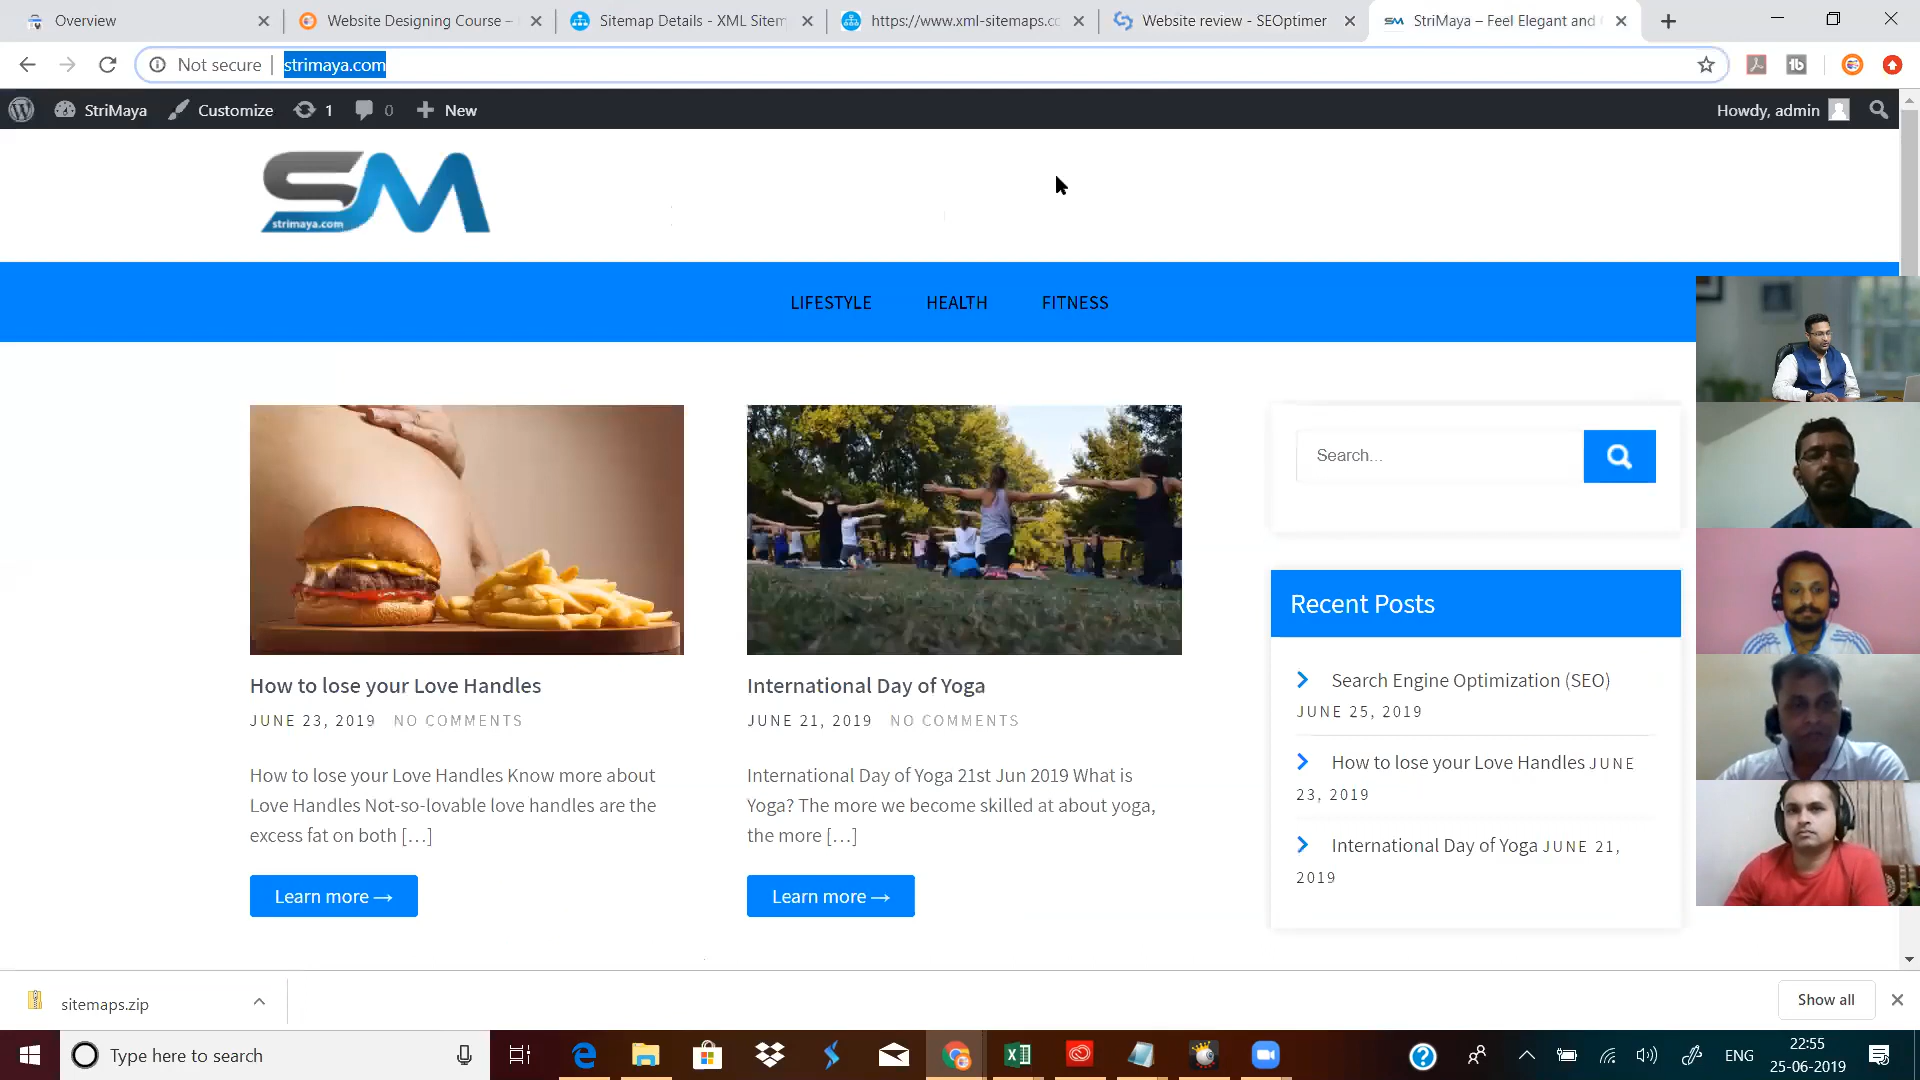 Overview
Website Designing Course –
Sitemap Details - XML Sitem
https://www.xml-sitemaps.co
Website review - SEOptimer
StriMaya – Feel Elegant and
Not secure
strimaya.com
StriMaya
Customize
1
0
New
Howdy, admin
SM
strimaya.com
LIFESTYLE
HEALTH
FITNESS
How to lose your Love Handles
JUNE 23, 2019 NO COMMENTS
How to lose your Love Handles Know more about
Love Handles Not-so-lovable love handles are the
excess fat on both […]
Learn more →
International Day of Yoga
JUNE 21, 2019 NO COMMENTS
International Day of Yoga 21st Jun 2019 What is
Yoga? The more we become skilled at about yoga,
the more […]
Learn more →
Search...
Recent Posts
Search Engine Optimization (SEO)
JUNE 25, 2019
How to lose your Love Handles JUNE
23, 2019
International Day of Yoga JUNE 21,
2019
sitemaps.zip
Show all
Type here to search
ENG
22:55
25-06-2019